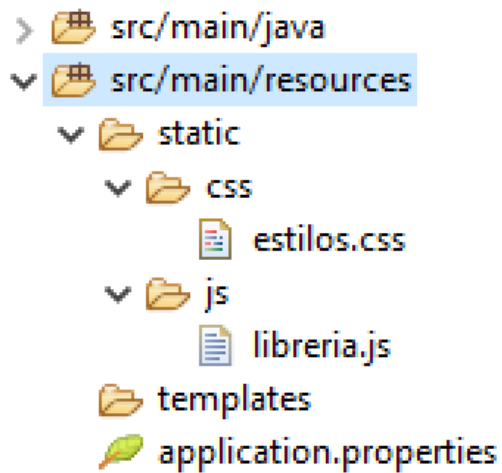 src/main/java
src/main/resources
static
css
estilos.css
js
libreria.js
templates
application.properties